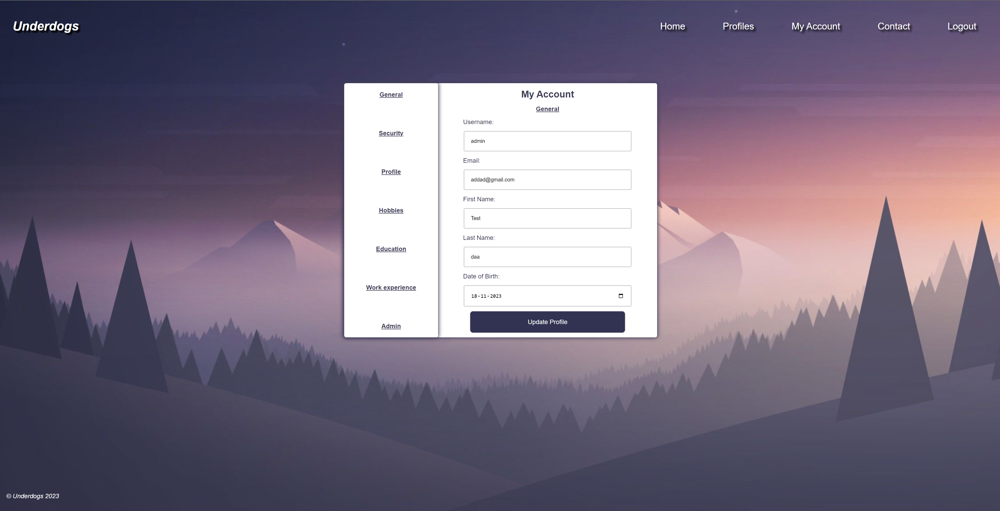 Underdogs
Home
Profiles
My Account
Contact
Logout
General
Security
Profile
Hobbies
Education
Work experience
Admin
My Account
General
Username:
admin
Email:
addad@gmail.com
First Name:
Test
Last Name:
daa
Date of Birth:
18-11-2023
Update Profile
© Underdogs 2023